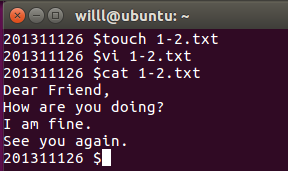 willl@ubuntu: ~
201311126 $touch 1-2.txt
201311126 $vi 1-2.txt
201311126 $cat 1-2.txt
Dear Friend,
How are you doing?
I am fine.
See you again.
201311126 $